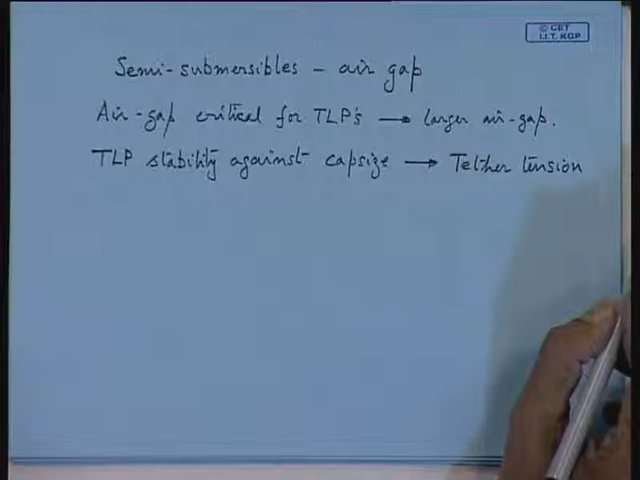 © CET
I.I.T. KGP
Semi-submersibles - air gap
Air-gap critical for TLP's → larger air-gap.
TLP stability against capsize → Tether tension